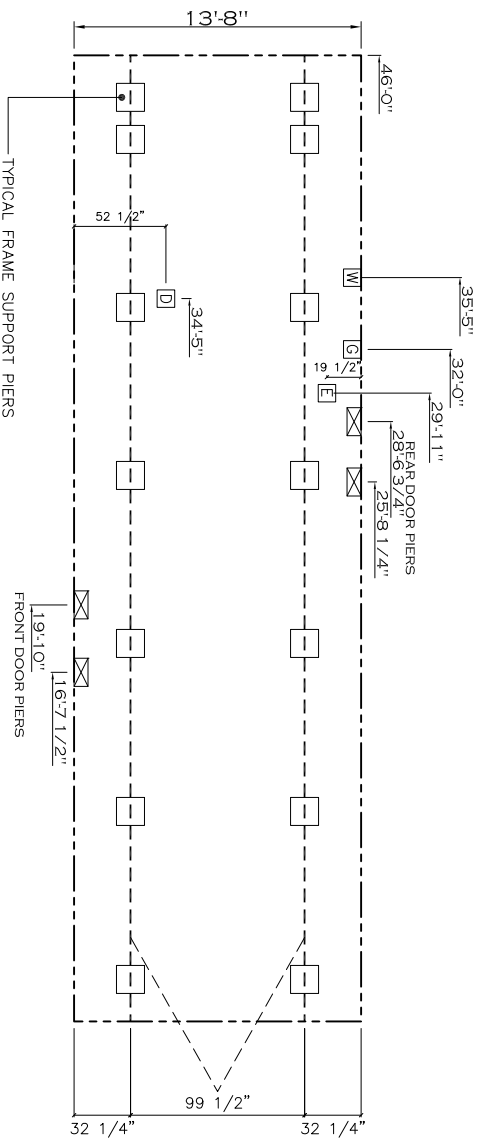 13'-8"
46'-0"
TYPICAL FRAME SUPPORT PIERS
52 1/2"
D
34'-5"
W
35'-5"
G
32'-0"
19 1/2"
E
29'-11"
REAR DOOR PIERS
28'-6 3/4"
25'-8 1/4"
19'-10"
FRONT DOOR PIERS
16'-7 1/2"
32 1/4"
99 1/2"
32 1/4"